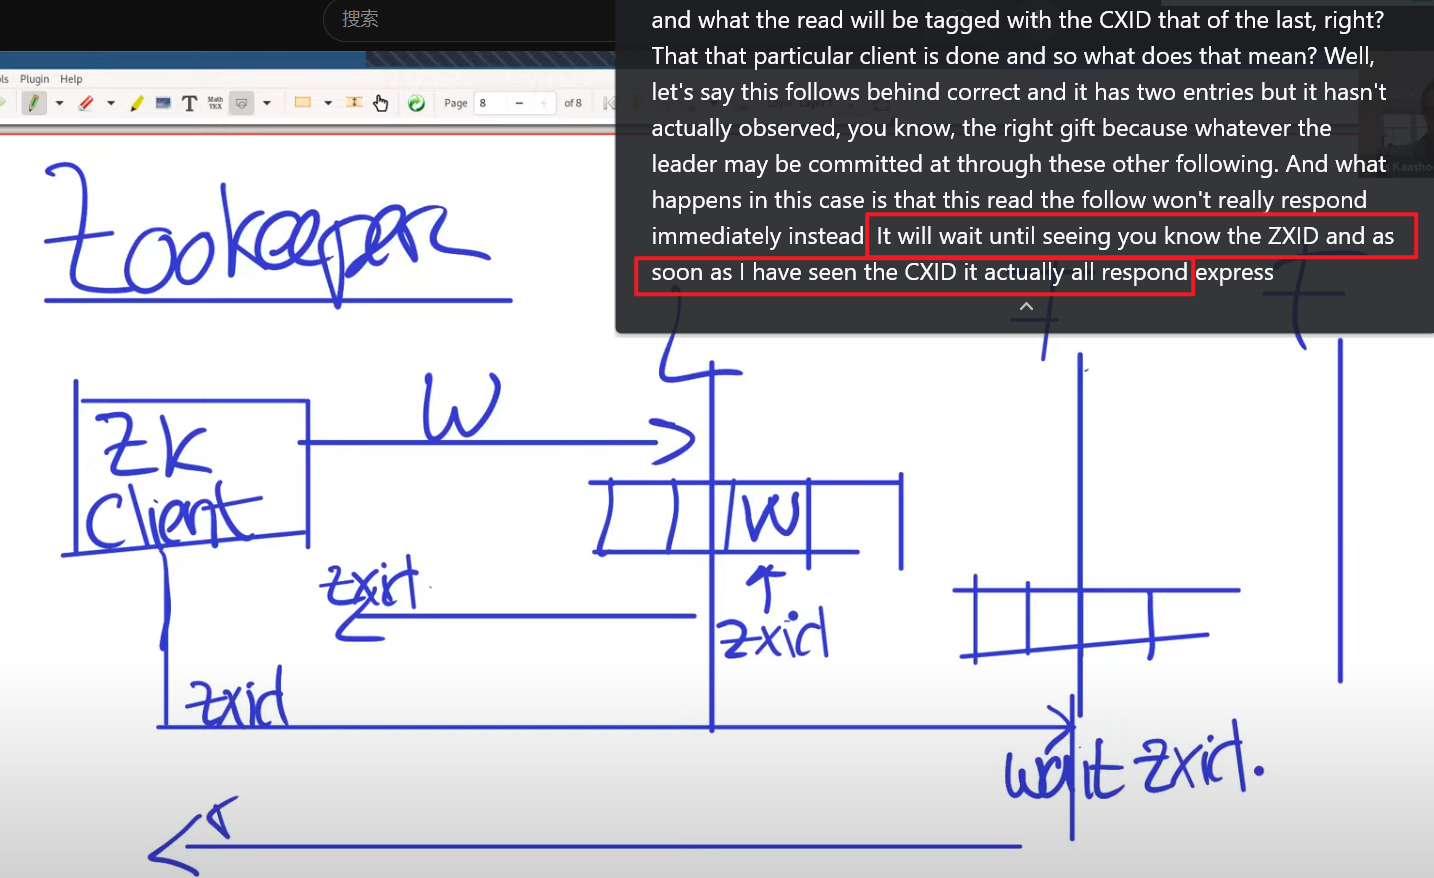 搜索
and what the read will be tagged with the CXID that of the last, right?
That that particular client is done and so what does that mean? Well,
let's say this follows behind correct and it has two entries but it hasn't
actually observed, you know, the right gift because whatever the
leader may be committed at through these other following. And what
happens in this case is that this read the follow won't really respond
immediately instead. It will wait until seeing you know the ZXID and as
soon as I have seen the CXID it actually all respond express
Plugin Help
T Page 8 of 8
Zookeeper
L
ZK
Client
W
W
zxid
zxid
zxid
wait zxid.
r